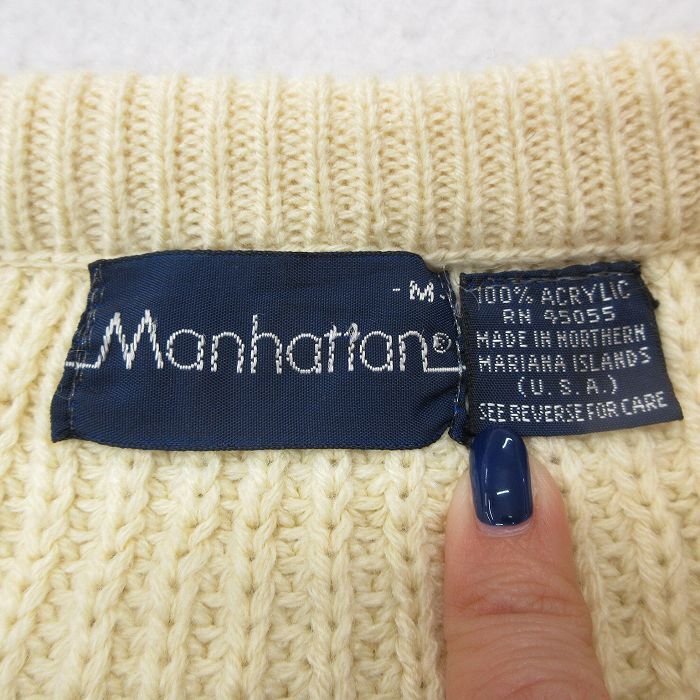 -M-
Manhattan®
100% ACRYLIC
RN 45055
MADE IN NORTHERN
MARIANA ISLANDS
(U.S.A.)
SEE REVERSE FOR CARE